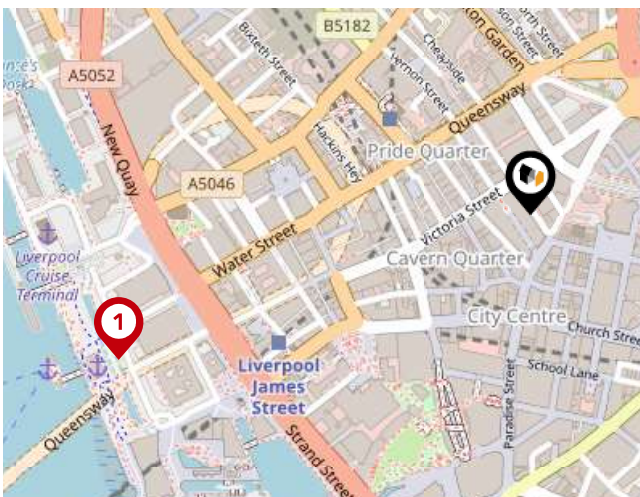 B5182
Bixteth Street
Cheapside
Vernon Street
A5052
New Quay
Hackins Hey
Queensway
Pride Quarter
A5046
Victoria Street
Water Street
Cavern Quarter
Liverpool
Cruise
Terminal
1
City Centre
Church Stre
School Lane
Liverpool
James
Street
Paradise Street
Queensway
Strand Street